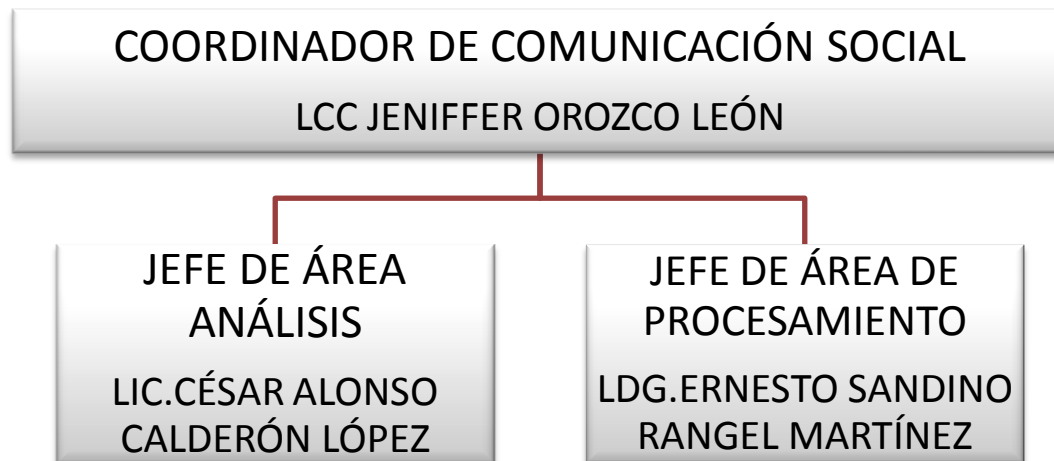 COORDINADOR DE COMUNICACIÓN SOCIAL
LCC JENIFFER OROZCO LEÓN
JEFE DE ÁREA
ANÁLISIS
LIC.CÉSAR ALONSO
CALDERÓN LÓPEZ
JEFE DE ÁREA DE
PROCESAMIENTO
LDG.ERNESTO SANDINO
RANGEL MARTÍNEZ